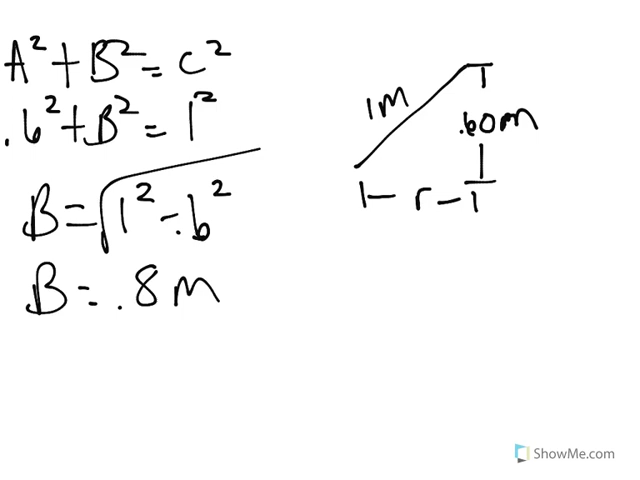 A² + B² = C²
.6² + B² = 1²
B = √1² - .6²
B = .8 m
1M
.60m
r
ShowMe.com